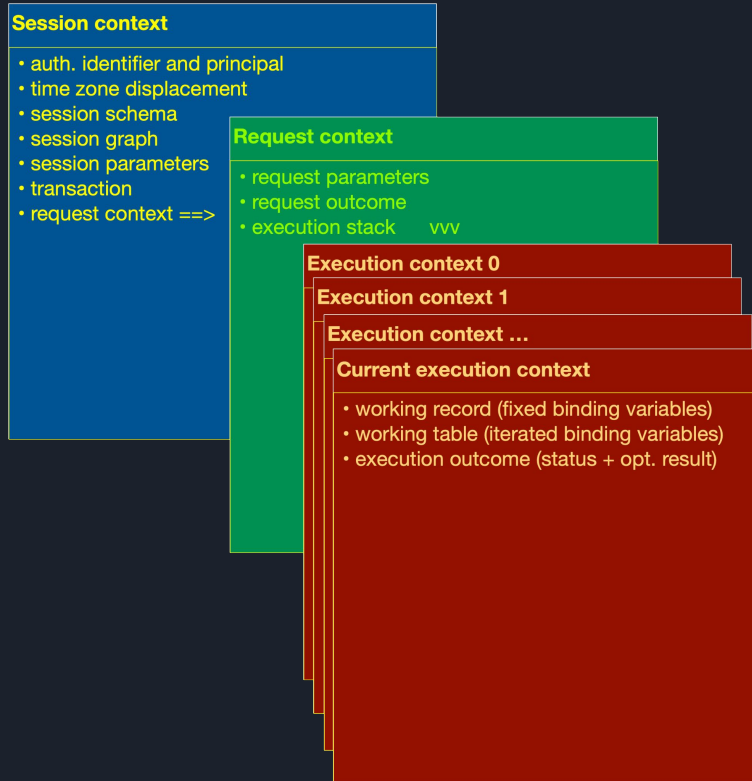 Session context
• auth. identifier and principal
• time zone displacement
• session schema
• session graph
• session parameters
• transaction
• request context ==>
Request context
• request parameters
• request outcome
• execution stack vvv
Execution context 0
Execution context 1
Execution context …
Current execution context
• working record (fixed binding variables)
• working table (iterated binding variables)
• execution outcome (status + opt. result)